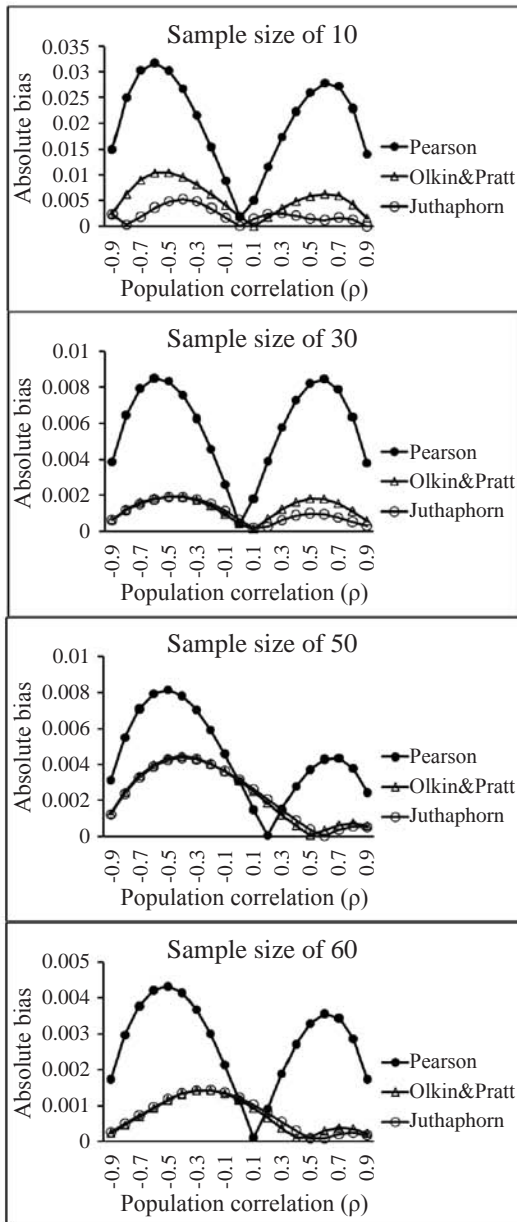 Sample size of 10
Absolute bias
0.035
0.03
0.025
0.02
0.015
0.01
0.005
0
-0.9
-0.7
-0.5
-0.3
-0.1
0.1
0.3
0.5
0.7
0.9
Population correlation (ρ)
Pearson
Olkin&Pratt
Juthaphorn
Sample size of 30
Absolute bias
0.01
0.008
0.006
0.004
0.002
0
-0.9
-0.7
-0.5
-0.3
-0.1
0.1
0.3
0.5
0.7
0.9
Population correlation (ρ)
Pearson
Olkin&Pratt
Juthaphorn
Sample size of 50
Absolute bias
0.01
0.008
0.006
0.004
0.002
0
-0.9
-0.7
-0.5
-0.3
-0.1
0.1
0.3
0.5
0.7
0.9
Population correlation (ρ)
Pearson
Olkin&Pratt
Juthaphorn
Sample size of 60
Absolute bias
0.005
0.004
0.003
0.002
0.001
0
-0.9
-0.7
-0.5
-0.3
-0.1
0.1
0.3
0.5
0.7
0.9
Population correlation (ρ)
Pearson
Olkin&Pratt
Juthaphorn